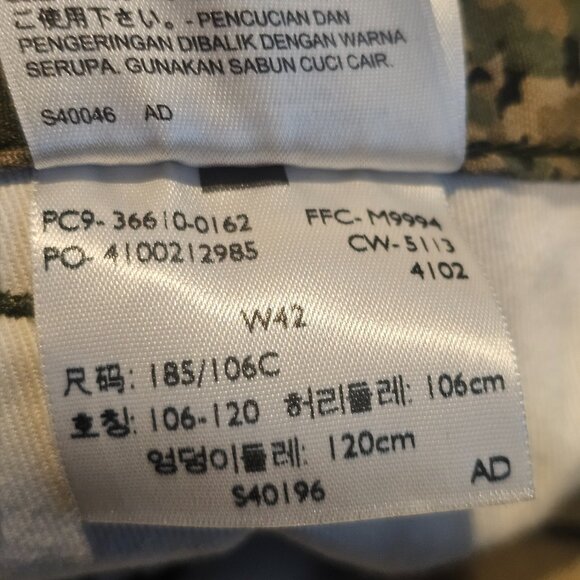 ご使用下さい。- PENCUCIAN DAN
PENGERINGAN DIBALIK DENGAN WARNA
SERUPA. GUNAKAN SABUN CUCI CAIR.
S40046 AD
PC9- 36610-0162 FFC- M9994
PO- 4100212985 CW- 5113
4102
W42
尺码: 185/106C
호칭: 106-120 허리둘레: 106cm
엉덩이둘레: 120cm
S40196 AD